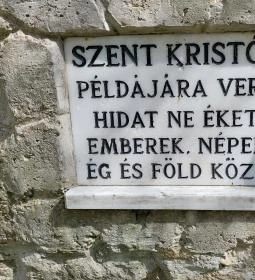 SZENT KRISTÓ
PÉLDÁJÁRA VER
HIDAT NE ÉKET
EMBEREK, NÉPE
ÉG ÉS FÖLD KÖZ